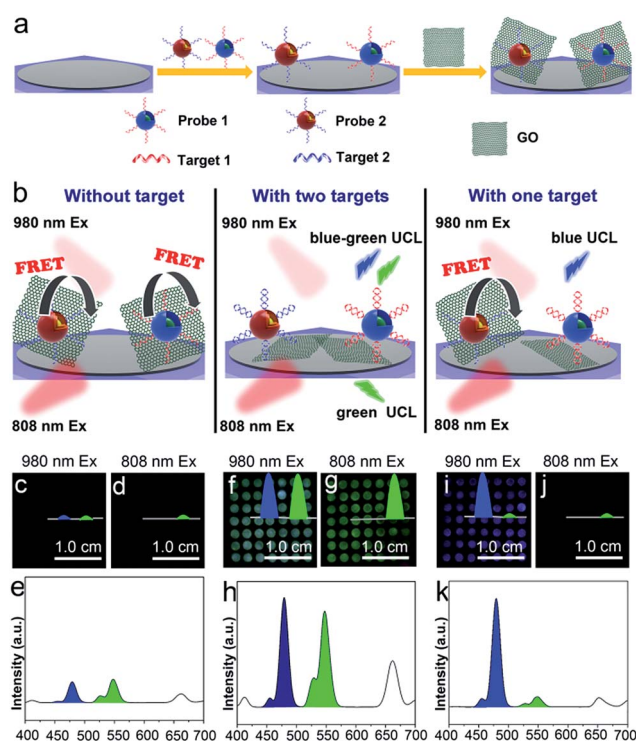 a
Probe 1
Probe 2
GO
Target 1
Target 2
b
Without target
With two targets
With one target
980 nm Ex
980 nm Ex
980 nm Ex
blue-green UCL
blue UCL
FRET
FRET
FRET
808 nm Ex
808 nm Ex
green UCL
808 nm Ex
980 nm Ex
808 nm Ex
980 nm Ex
808 nm Ex
980 nm Ex
808 nm Ex
c
d
f
g
i
j
1.0 cm
1.0 cm
1.0 cm
1.0 cm
1.0 cm
1.0 cm
e
h
k
Intensity (a.u.)
Intensity (a.u.)
Intensity (a.u.)
400 450 500 550 600 650 700
400 450 500 550 600 650 700
400 450 500 550 600 650 700